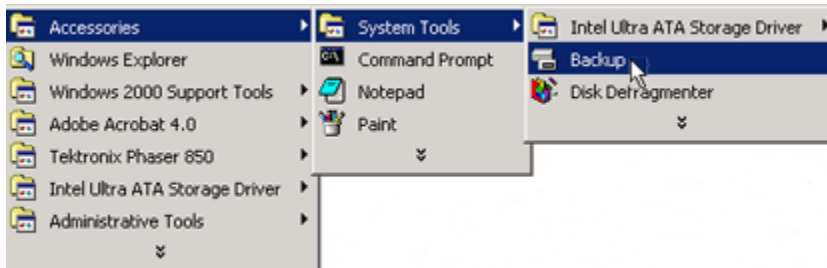 Accessories
Windows Explorer
Windows 2000 Support Tools
Adobe Acrobat 4.0
Tektronix Phaser 850
Intel Ultra ATA Storage Driver
Administrative Tools
System Tools
Command Prompt
Notepad
Paint
Intel Ultra ATA Storage Driver
Backup
Disk Defragmenter